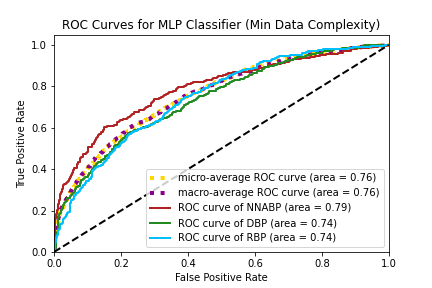 ROC Curves for MLP Classifier (Min Data Complexity)
1.0
0.8
0.6
0.4
0.2
0.0
True Positive Rate
micro-average ROC curve (area = 0.76)
macro-average ROC curve (area = 0.76)
ROC curve of NNABP (area = 0.79)
ROC curve of DBP (area = 0.74)
ROC curve of RBP (area = 0.74)
0.0 0.2 0.4 0.6 0.8 1.0
False Positive Rate